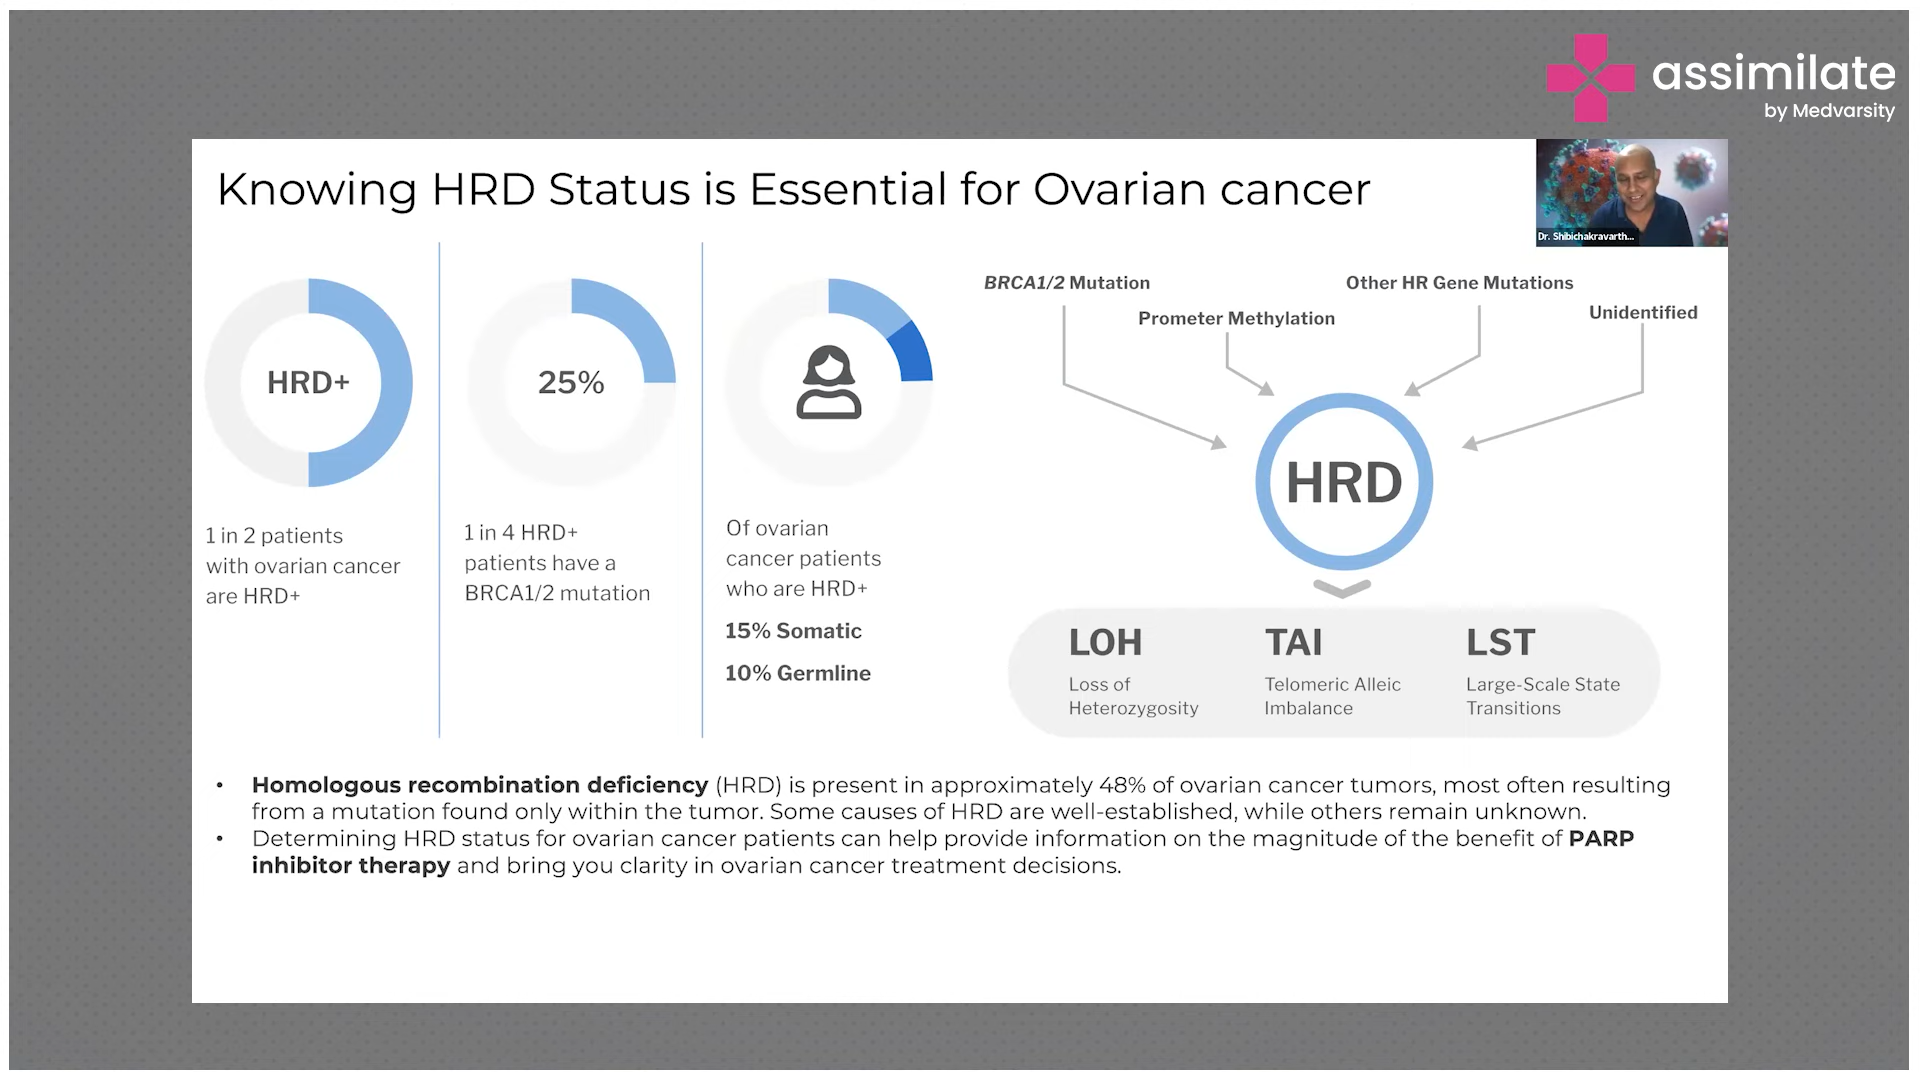 assimilate
by Medvarsity
Knowing HRD Status is Essential for Ovarian cancer
Dr. Shibichakravarth...
HRD+
1 in 2 patients
with ovarian cancer
are HRD+
25%
1 in 4 HRD+
patients have a
BRCA1/2 mutation
Of ovarian
cancer patients
who are HRD+
15% Somatic
10% Germline
BRCA1/2 Mutation
Prometer Methylation
Other HR Gene Mutations
Unidentified
HRD
LOH
Loss of
Heterozygosity
TAI
Telomeric Alleic
Imbalance
LST
Large-Scale State
Transitions
• Homologous recombination deficiency (HRD) is present in approximately 48% of ovarian cancer tumors, most often resulting
from a mutation found only within the tumor. Some causes of HRD are well-established, while others remain unknown.
• Determining HRD status for ovarian cancer patients can help provide information on the magnitude of the benefit of PARP
inhibitor therapy and bring you clarity in ovarian cancer treatment decisions.